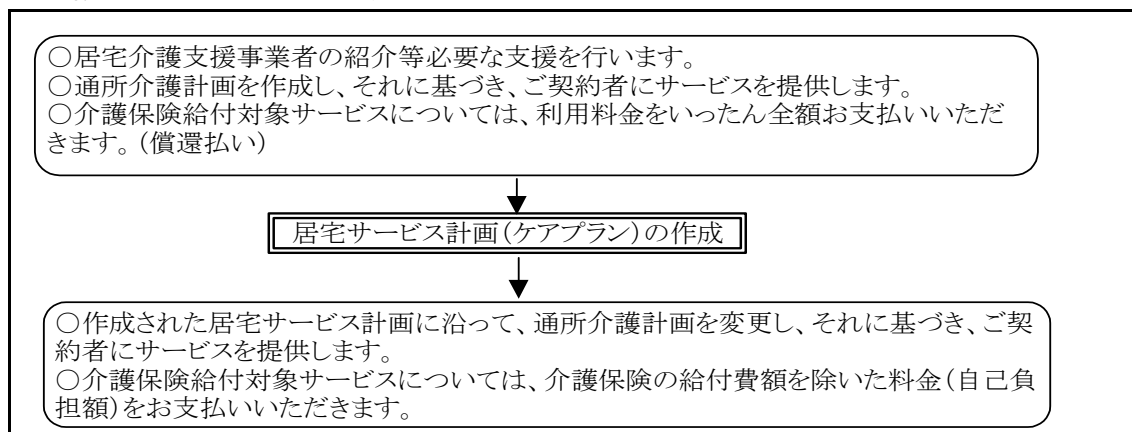 ○居宅介護支援事業者の紹介等必要な支援を行います。
○通所介護計画を作成し、それに基づき、ご契約者にサービスを提供します。
○介護保険給付対象サービスについては、利用料金をいったん全額お支払いいただ
きます。(償還払い)
居宅サービス計画(ケアプラン)の作成
○作成された居宅サービス計画に沿って、通所介護計画を変更し、それに基づき、ご契
約者にサービスを提供します。
○介護保険給付対象サービスについては、介護保険の給付費額を除いた料金(自己負
担額)をお支払いいただきます。